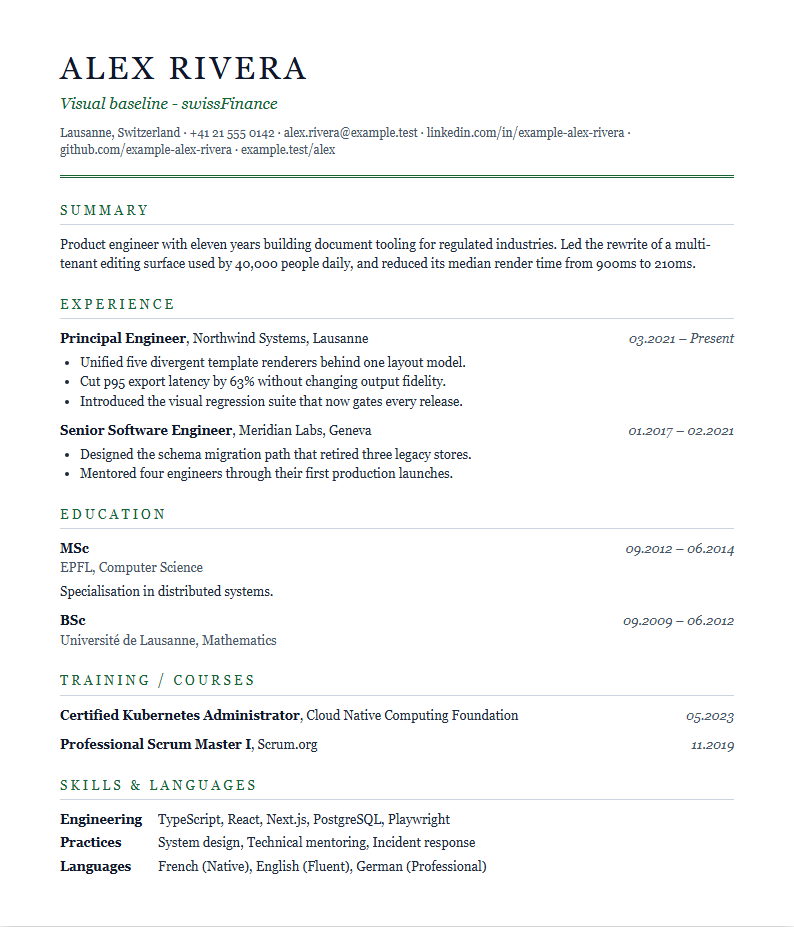 ALEX RIVERA
Visual baseline - swissFinance
Lausanne, Switzerland · +41 21 555 0142 · alex.rivera@example.test · linkedin.com/in/example-alex-rivera ·
github.com/example-alex-rivera · example.test/alex
SUMMARY
Product engineer with eleven years building document tooling for regulated industries. Led the rewrite of a multi-
tenant editing surface used by 40,000 people daily, and reduced its median render time from 900ms to 210ms.
EXPERIENCE
Principal Engineer, Northwind Systems, Lausanne 03.2021 – Present
• Unified five divergent template renderers behind one layout model.
• Cut p95 export latency by 63% without changing output fidelity.
• Introduced the visual regression suite that now gates every release.
Senior Software Engineer, Meridian Labs, Geneva 01.2017 – 02.2021
• Designed the schema migration path that retired three legacy stores.
• Mentored four engineers through their first production launches.
EDUCATION
MSc 09.2012 – 06.2014
EPFL, Computer Science
Specialisation in distributed systems.
BSc 09.2009 – 06.2012
Université de Lausanne, Mathematics
TRAINING / COURSES
Certified Kubernetes Administrator, Cloud Native Computing Foundation 05.2023
Professional Scrum Master I, Scrum.org 11.2019
SKILLS & LANGUAGES
Engineering TypeScript, React, Next.js, PostgreSQL, Playwright
Practices System design, Technical mentoring, Incident response
Languages French (Native), English (Fluent), German (Professional)